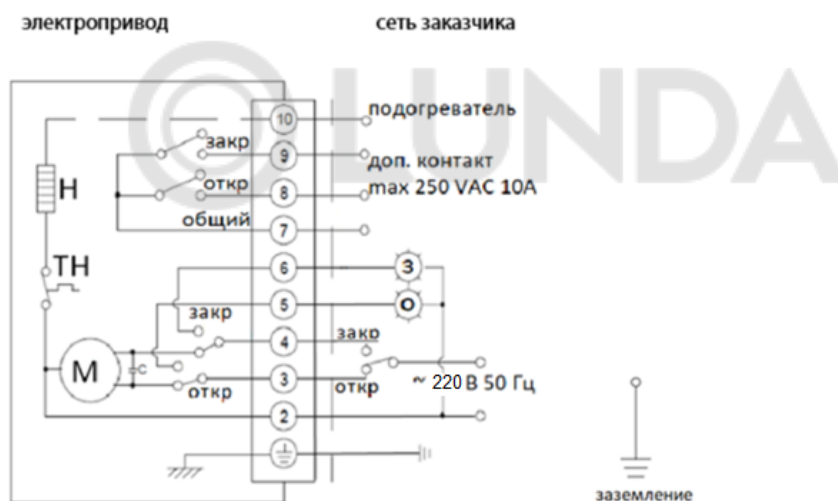 электропривод
сеть заказчика
LUNDA
10
подогреватель
закр
9
доп. контакт
H
откр
8
max 250 VAC 10A
общий
7
TH
6
З
5
О
закр
4
закр
M
C
3
откр
откр
~ 220 В 50 Гц
2
заземление